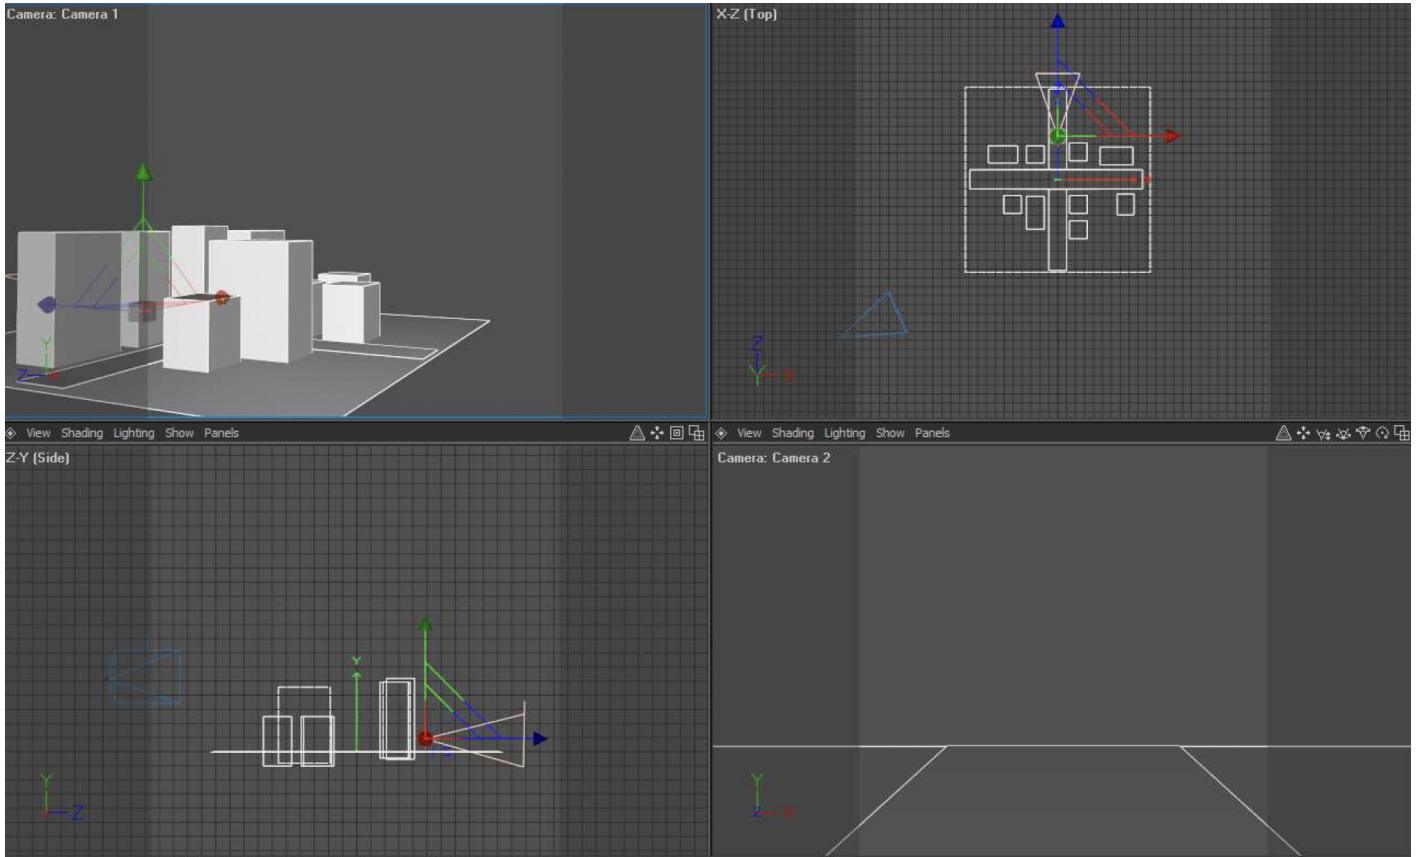 Camera: Camera 1
X-Z (Top)
Y
Z
X
Z
Y
X
View Shading Lighting Show Panels
View Shading Lighting Show Panels
Z-Y (Side)
Camera: Camera 2
Y
Y
Z
Y
Z
X